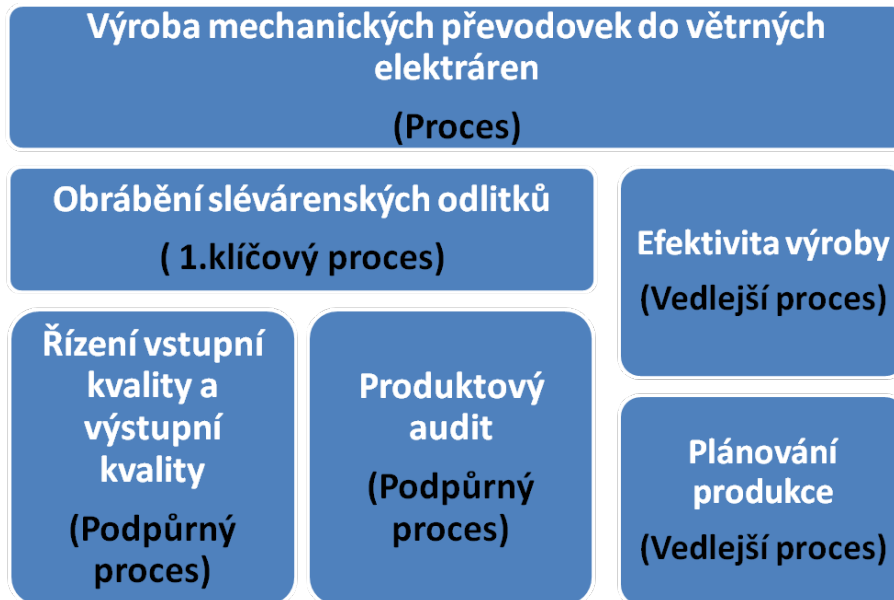 Výroba mechanických převodovek do větrných
elektráren
(Proces)
Obrábění slévárenských odlitků
( 1.klíčový proces)
Efektivita výroby
(Vedlejší proces)
Řízení vstupní
kvality a
výstupní
kvality
(Podpůrný
proces)
Produktový
audit
(Podpůrný
proces)
Plánování
produkce
(Vedlejší proces)